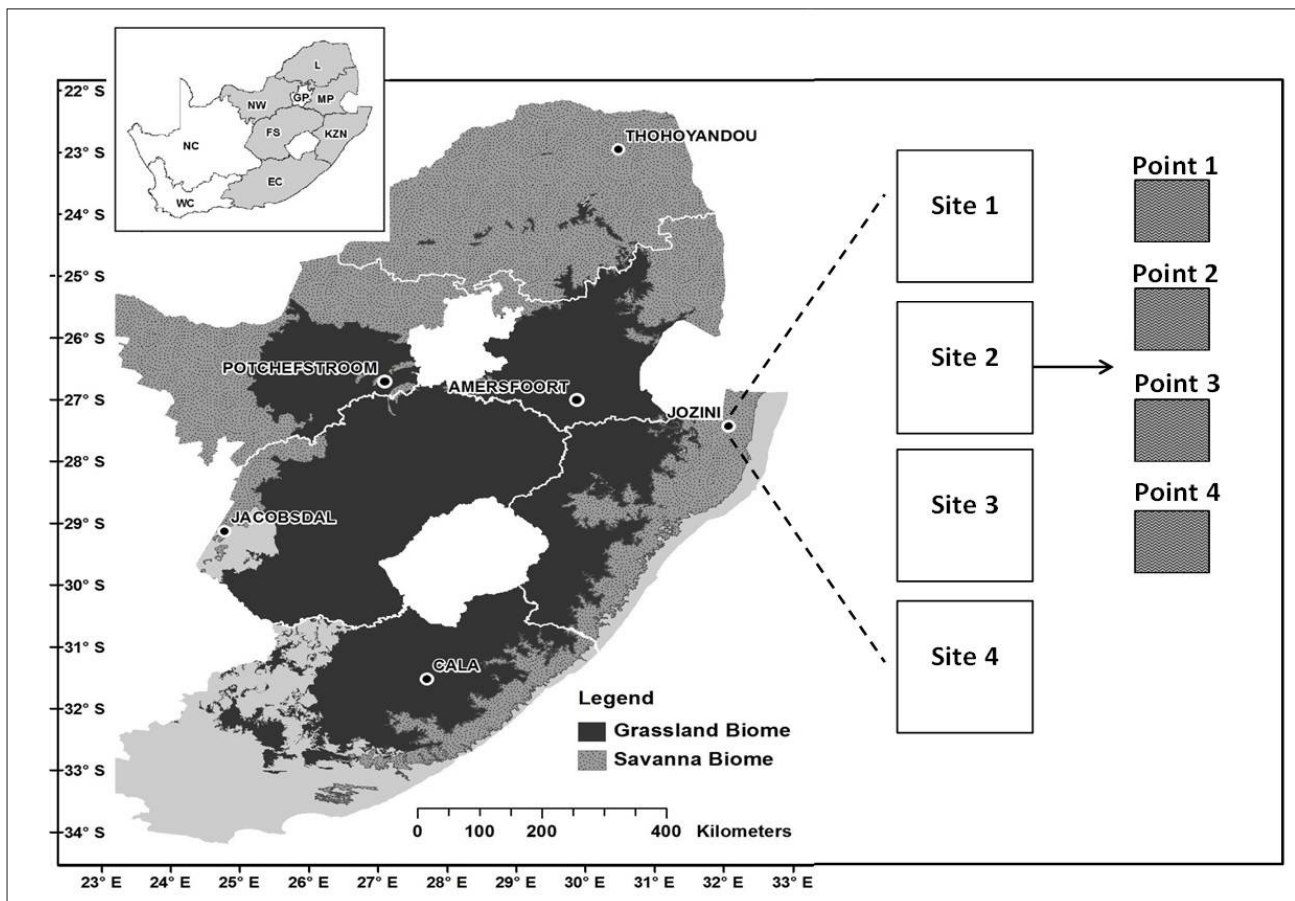 L
NW
GP
MP
FS
KZN
NC
EC
WC
22° S
23° S
24° S
25° S
26° S
27° S
28° S
29° S
30° S
31° S
32° S
33° S
34° S
THOHOYANDOU
POTCHEFSTROOM
AMERSFOORT
JOZINI
JACOBSDAL
CALA
Legend
Grassland Biome
Savanna Biome
0 100 200 400 Kilometers
23° E 24° E 25° E 26° E 27° E 28° E 29° E 30° E 31° E 32° E 33° E
Site 1
Site 2
Site 3
Site 4
Point 1
Point 2
Point 3
Point 4